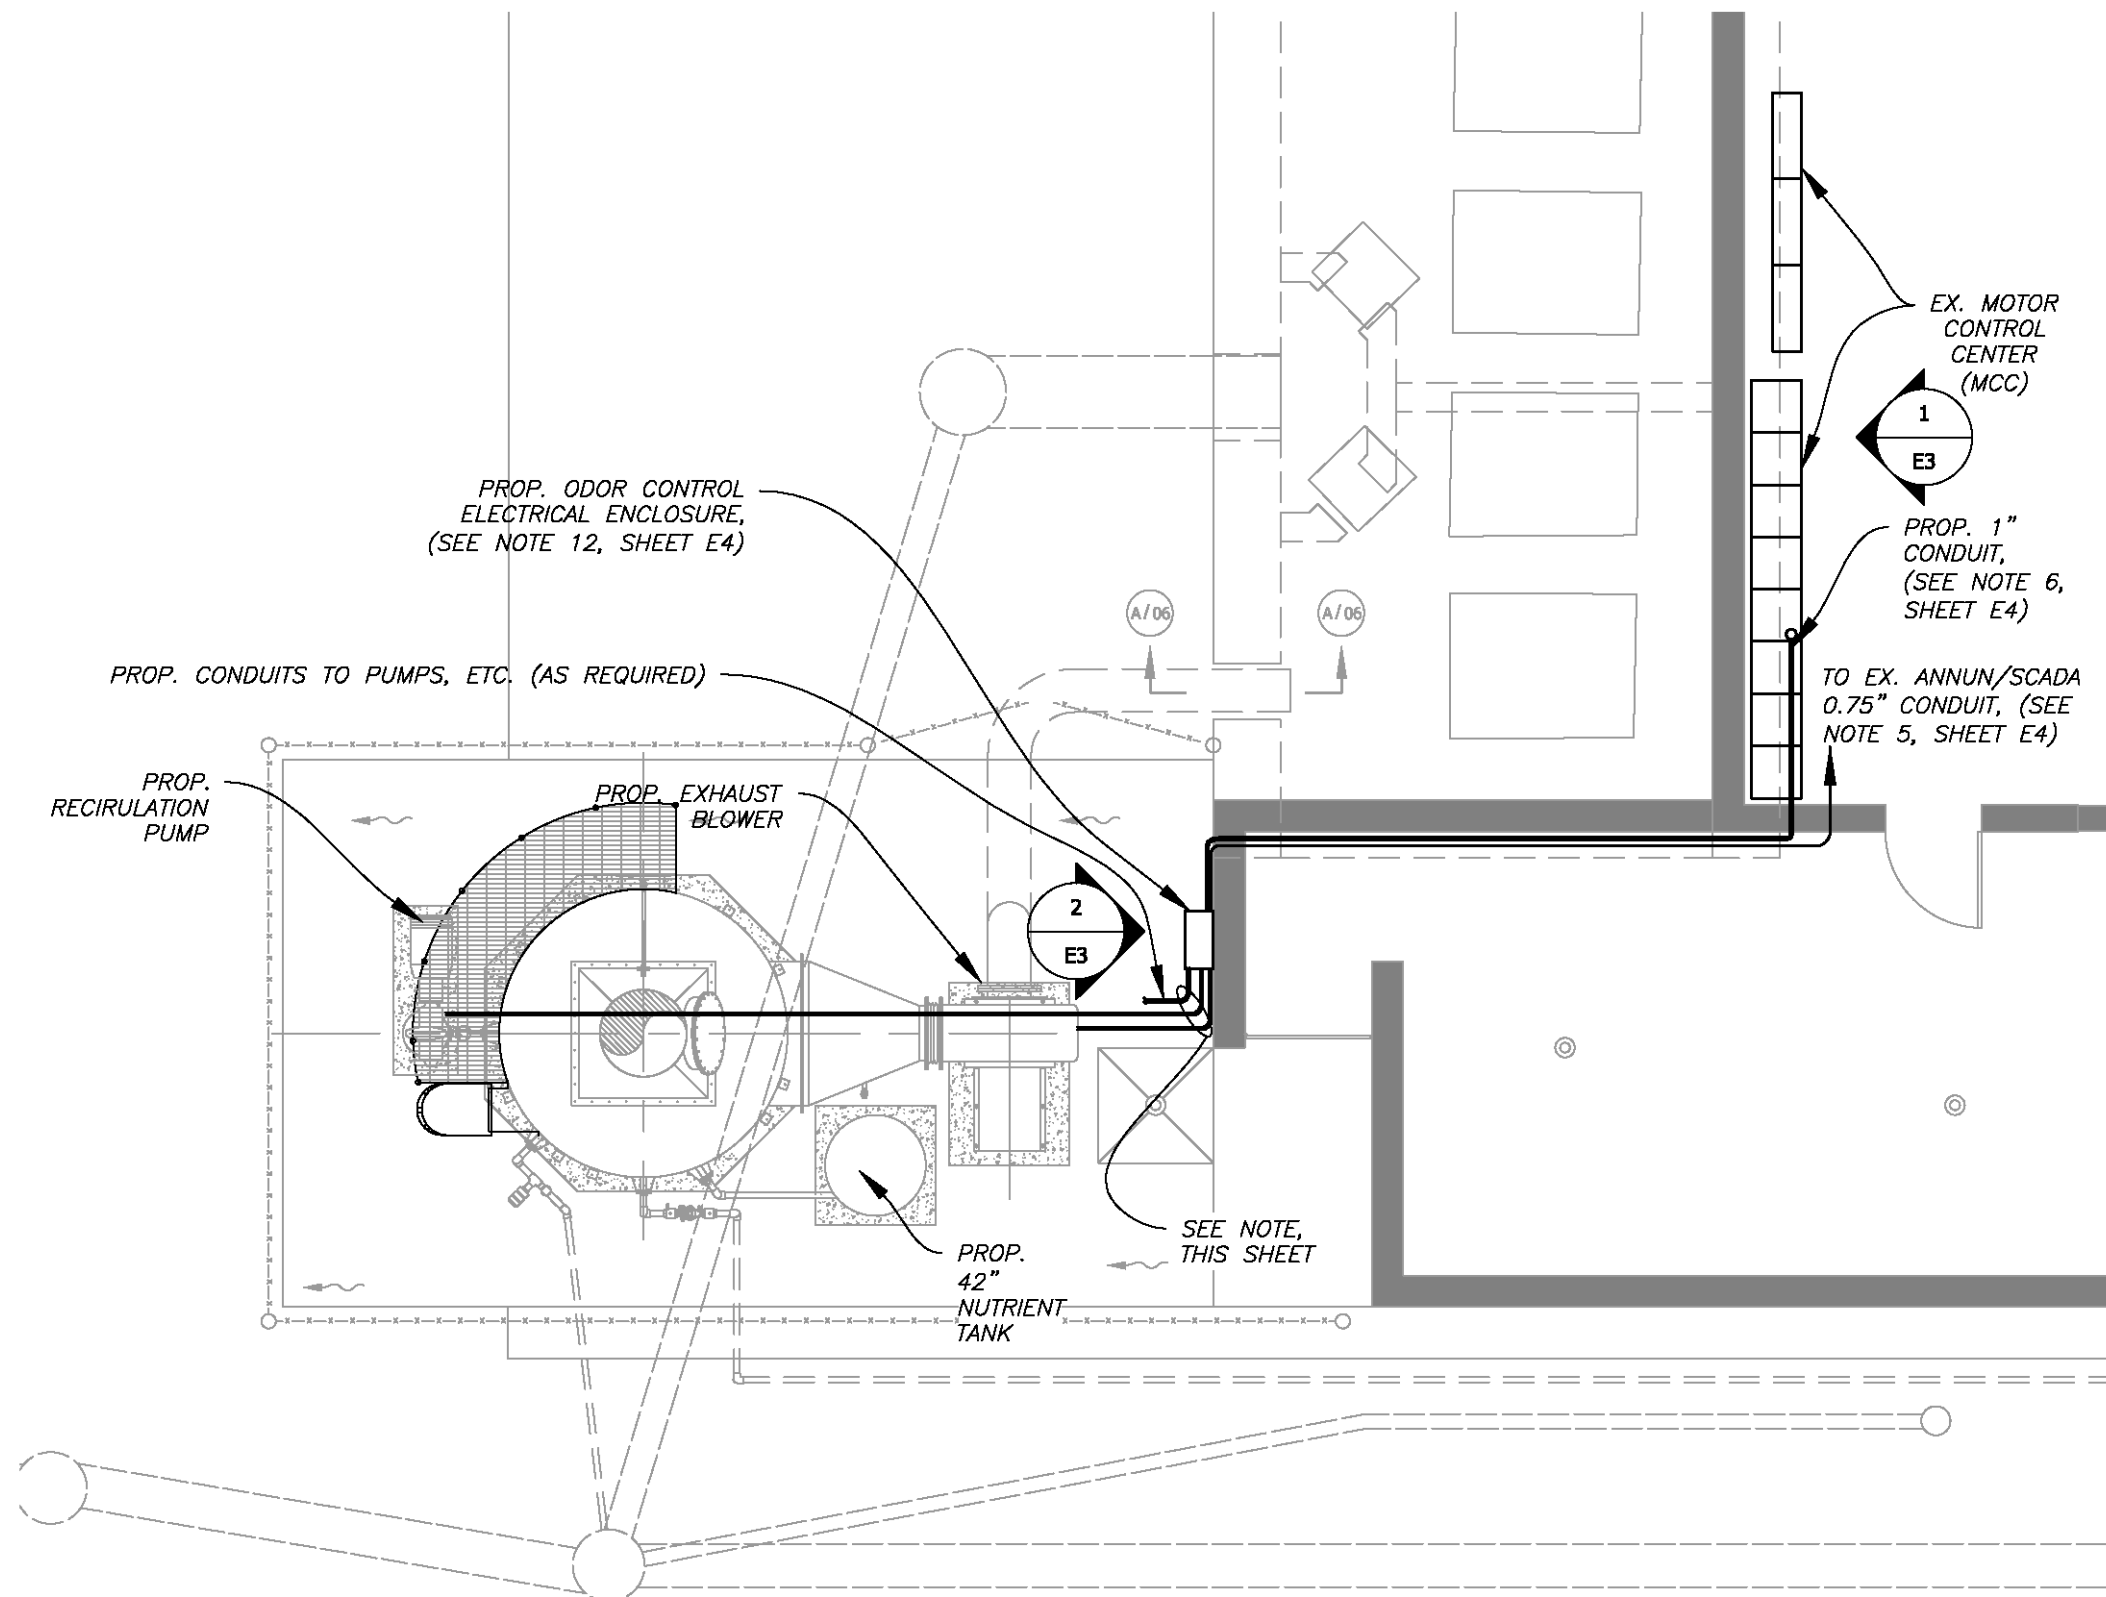 EX. MOTOR
CONTROL
CENTER
(MCC)
1
E3
PROP. ODOR CONTROL
ELECTRICAL ENCLOSURE,
(SEE NOTE 12, SHEET E4)
PROP. 1"
CONDUIT,
(SEE NOTE 6,
SHEET E4)
A/06
A/06
PROP. CONDUITS TO PUMPS, ETC. (AS REQUIRED)
TO EX. ANNUN/SCADA
0.75" CONDUIT, (SEE
NOTE 5, SHEET E4)
PROP.
RECIRULATION
PUMP
PROP. EXHAUST
BLOWER
2
E3
SEE NOTE,
THIS SHEET
PROP.
42"
NUTRIENT
TANK